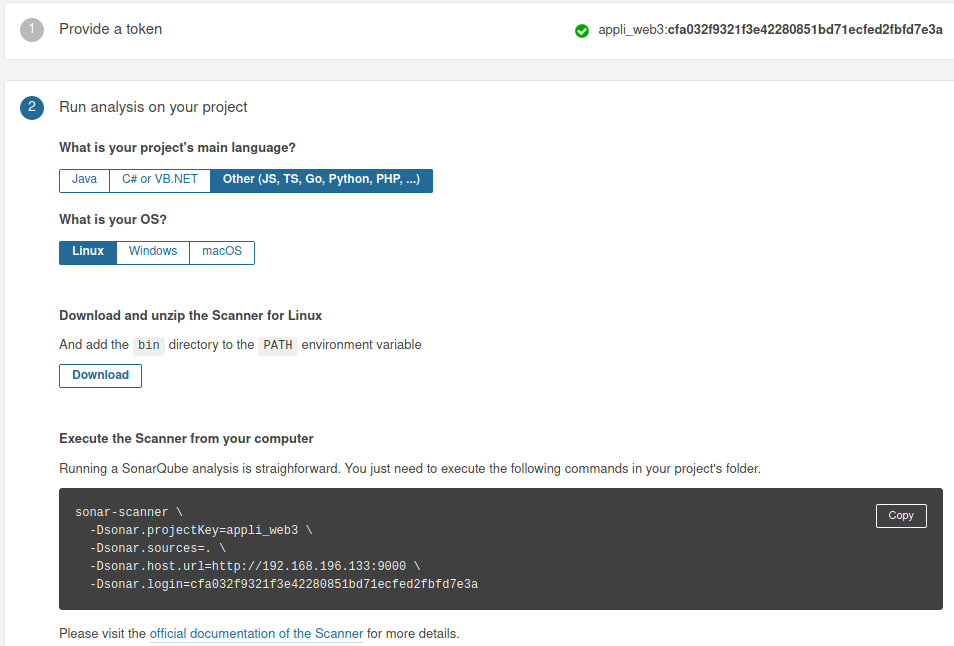 1 Provide a token appli_web3:cfa032f9321f3e42280851bd71ecfed2fbfd7e3a
2 Run analysis on your project
What is your project's main language?
Java C# or VB.NET Other (JS, TS, Go, Python, PHP, ...)
What is your OS?
Linux Windows macOS
Download and unzip the Scanner for Linux
And add the bin directory to the PATH environment variable
Download
Execute the Scanner from your computer
Running a SonarQube analysis is straighforward. You just need to execute the following commands in your project's folder.
sonar-scanner \
Copy
-Dsonar.projectKey=appli_web3 \
-Dsonar.sources=. \
-Dsonar.host.url=http://192.168.196.133:9000 \
-Dsonar.login=cfa032f9321f3e42280851bd71ecfed2fbfd7e3a
Please visit the official documentation of the Scanner for more details.